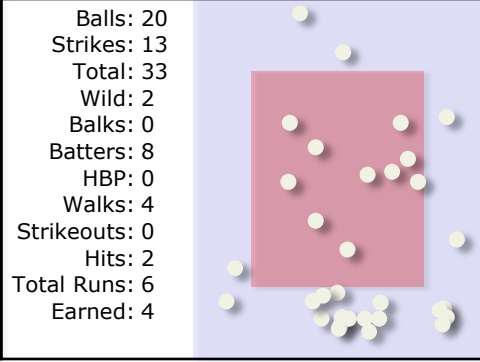 Balls: 20
Strikes: 13
Total: 33
Wild: 2
Balks: 0
Batters: 8
HBP: 0
Walks: 4
Strikeouts: 0
Hits: 2
Total Runs: 6
Earned: 4